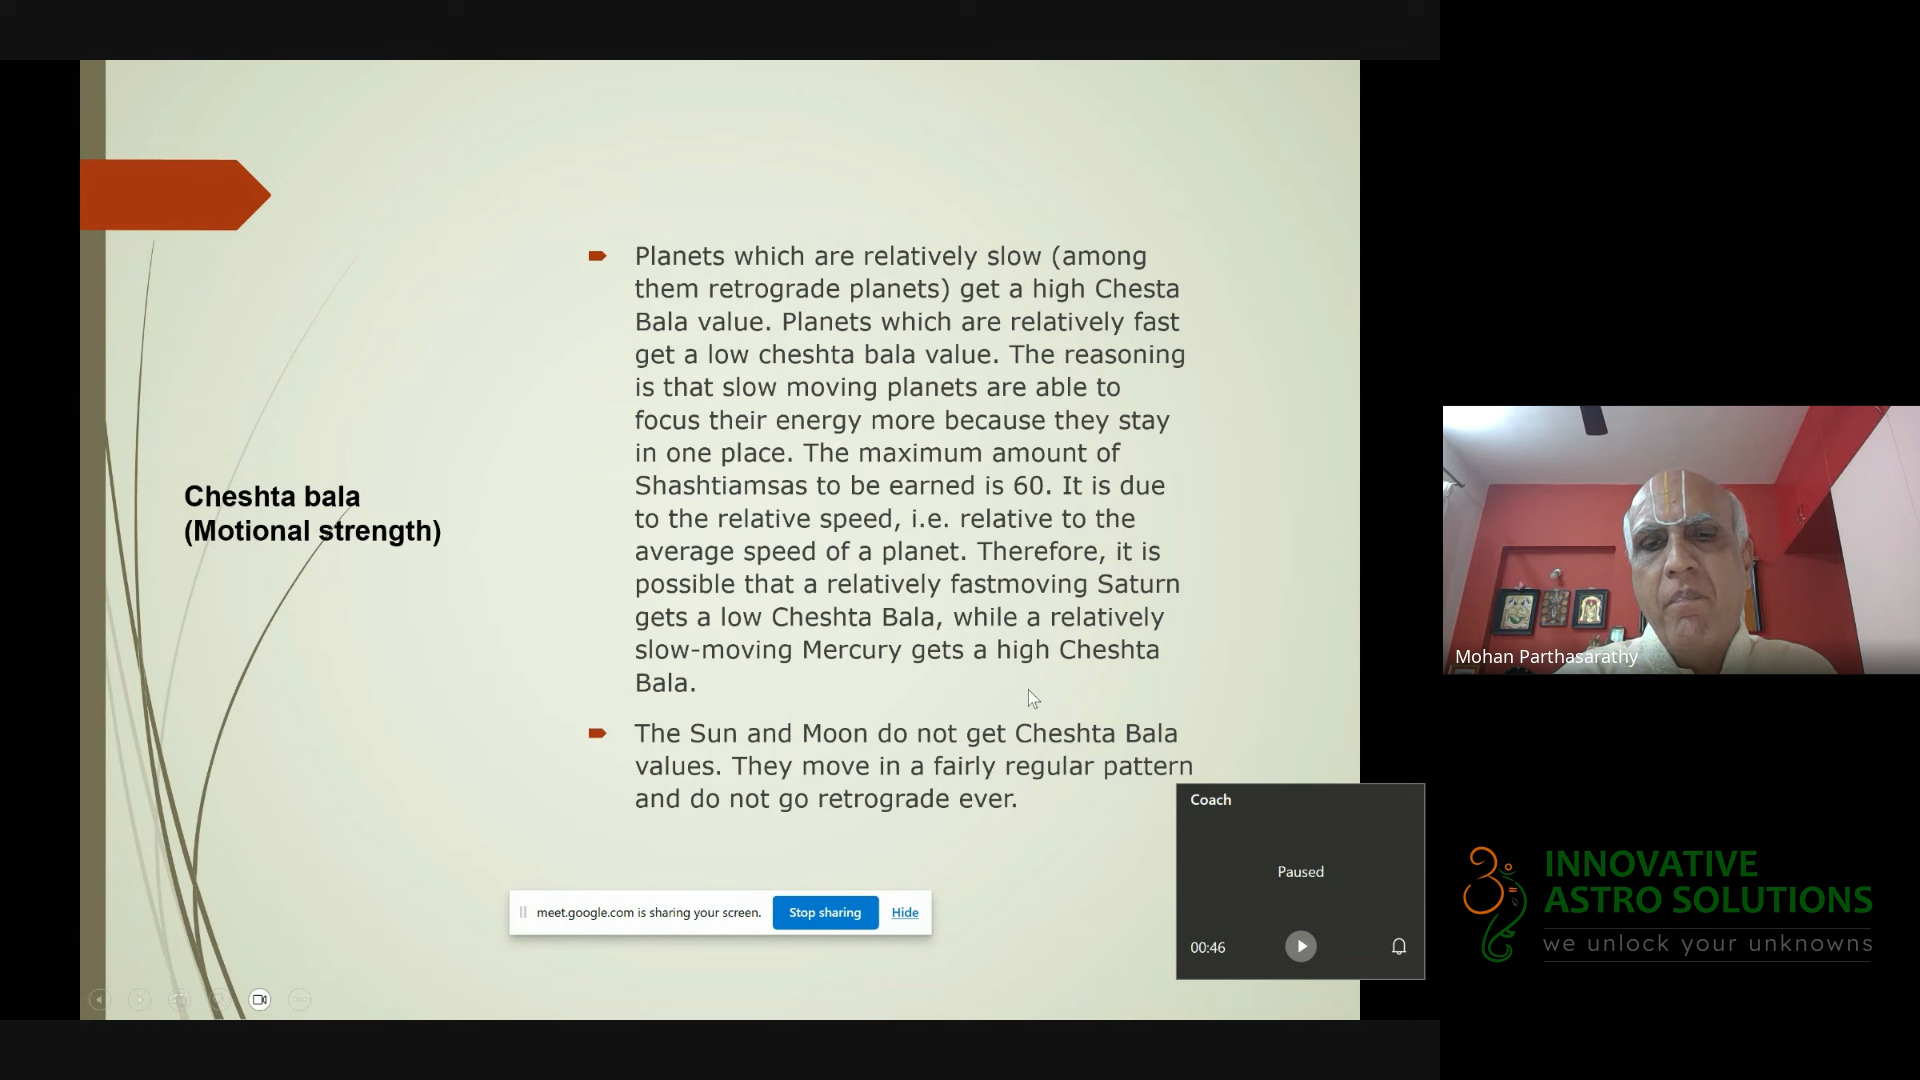 Cheshta bala
(Motional strength)
Planets which are relatively slow (among
them retrograde planets) get a high Chesta
Bala value. Planets which are relatively fast
get a low cheshta bala value. The reasoning
is that slow moving planets are able to
focus their energy more because they stay
in one place. The maximum amount of
Shashtiamsas to be earned is 60. It is due
to the relative speed, i.e. relative to the
average speed of a planet. Therefore, it is
possible that a relatively fastmoving Saturn
gets a low Cheshta Bala, while a relatively
slow-moving Mercury gets a high Cheshta
Bala.
The Sun and Moon do not get Cheshta Bala
values. They move in a fairly regular pattern
and do not go retrograde ever.
Coach
Paused
00:46
meet.google.com is sharing your screen.
Stop sharing
Hide
Mohan Parthasarathy
INNOVATIVE
ASTRO SOLUTIONS
we unlock your unknowns